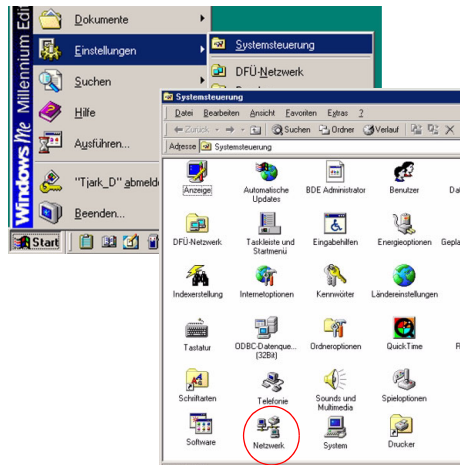 Windows Me Millennium Edi
Dokumente
Einstellungen
Suchen
Hilfe
Ausführen...
"Tjark_D" abmeld
Beenden...
Start
Systemsteuerung
DFÜ-Netzwerk
Systemsteuerung
Datei Bearbeiten Ansicht Favoriten Extras ?
Zurück Suchen Ordner Verlauf
Adresse Systemsteuerung
Anzeige
Automatische
Updates
BDE Administrator
Benutzer
Dat
DFÜ-Netzwerk
Taskleiste und
Startmenü
Eingabehilfen
Energieoptionen
Gepla
Indexerstellung
Internetoptionen
Kennwörter
Ländereinstellungen
Tastatur
ODBC-Datenque...
(32Bit)
Ordneroptionen
QuickTime
R
Schriftarten
Telefonie
Sounds und
Multimedia
Spieloptionen
Software
Netzwerk
System
Drucker